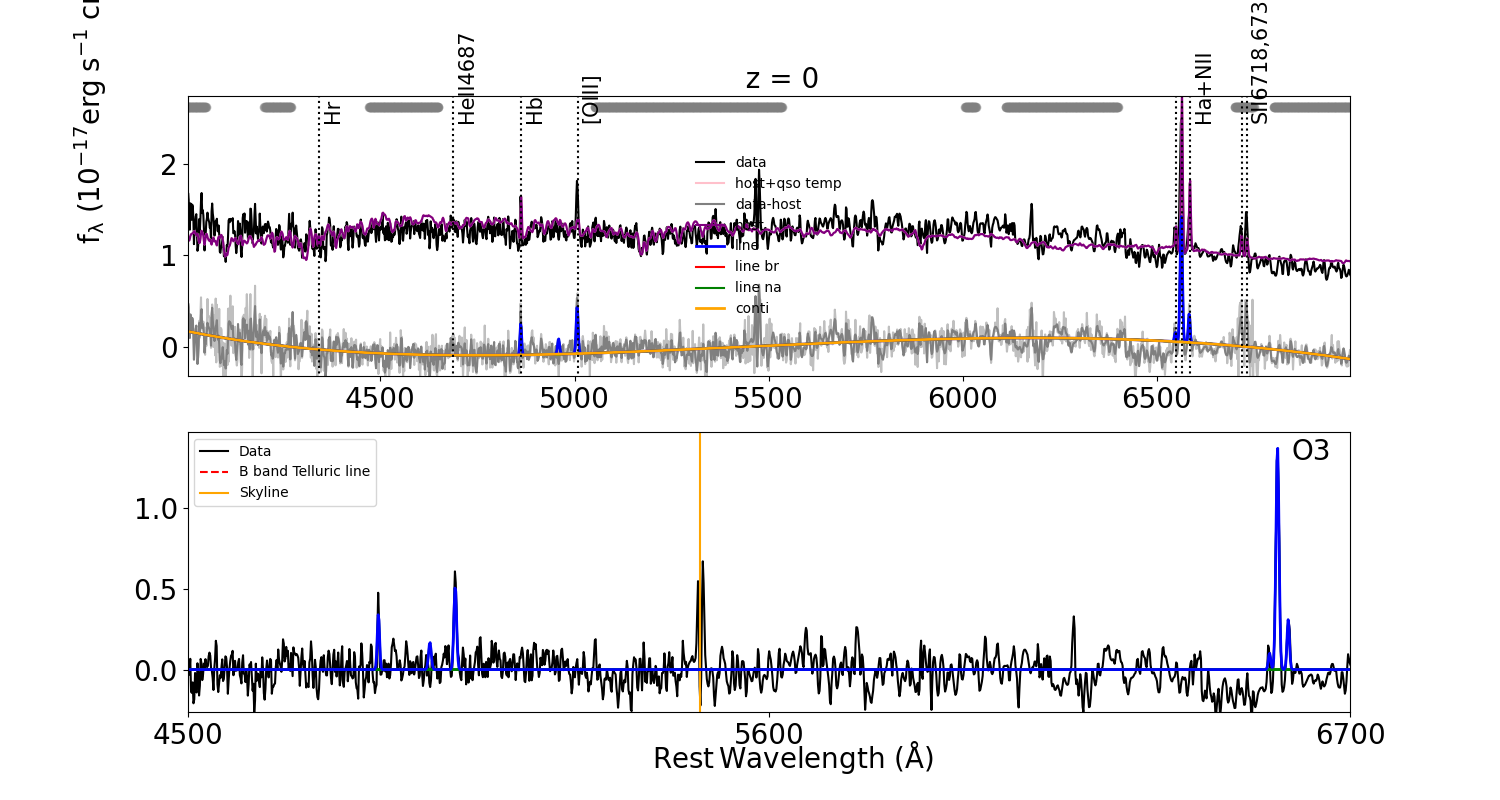 z = 0
f_λ (10^{−17} erg s^{−1}
Hr
HeII4687
Hb
[OIII]
Ha+NII
SII6718,673
data
host+qso temp
data-host
line
line br
line na
conti
2
1
0
4500 5000 5500 6000 6500
O3
Data
B band Telluric line
Skyline
1.0
0.5
0.0
4500 5600 6700
Rest Wavelength (Å)